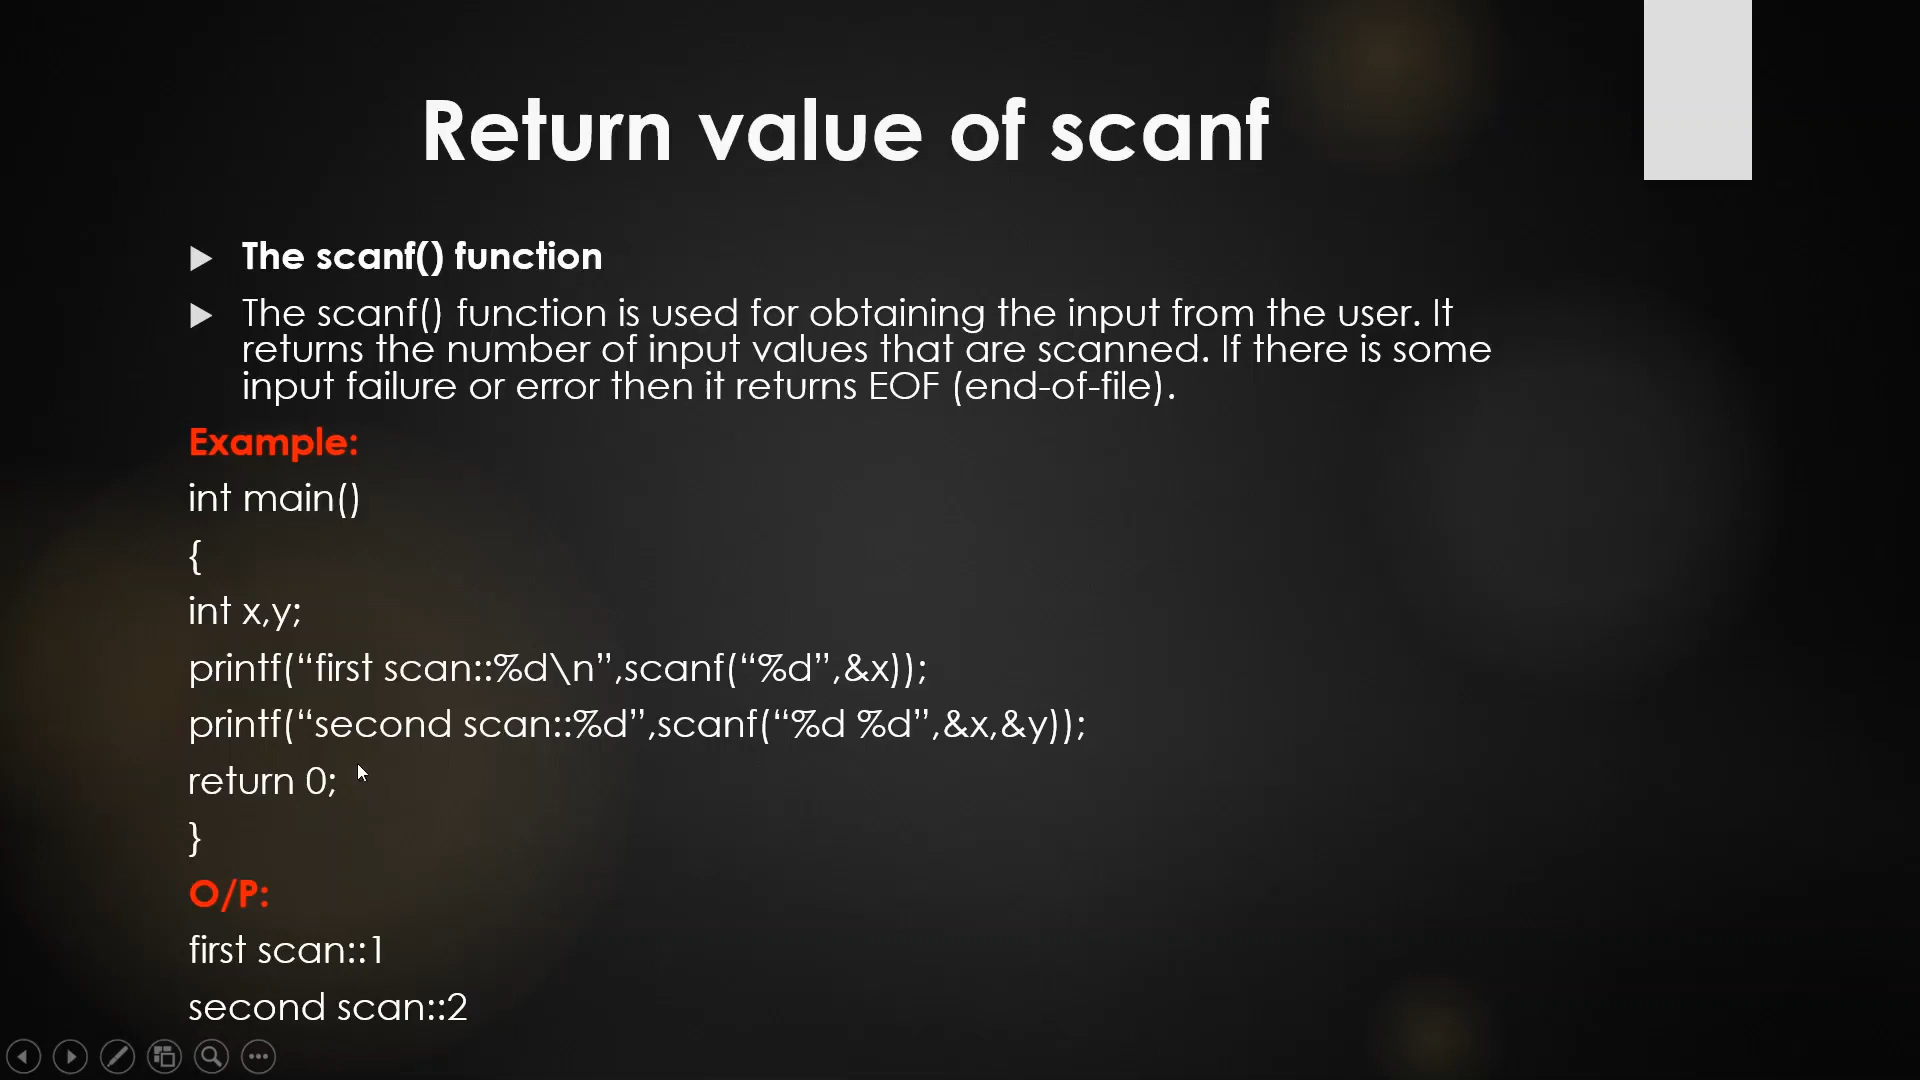 Return value of scanf
The scanf() function
The scanf() function is used for obtaining the input from the user. It
returns the number of input values that are scanned. If there is some
input failure or error then it returns EOF (end-of-file).
Example:
int main()
{
int x,y;
printf(“first scan::%d\n”,scanf(“%d”,&x));
printf(“second scan::%d”,scanf(“%d %d”,&x,&y));
return 0;
}
O/P:
first scan::1
second scan::2